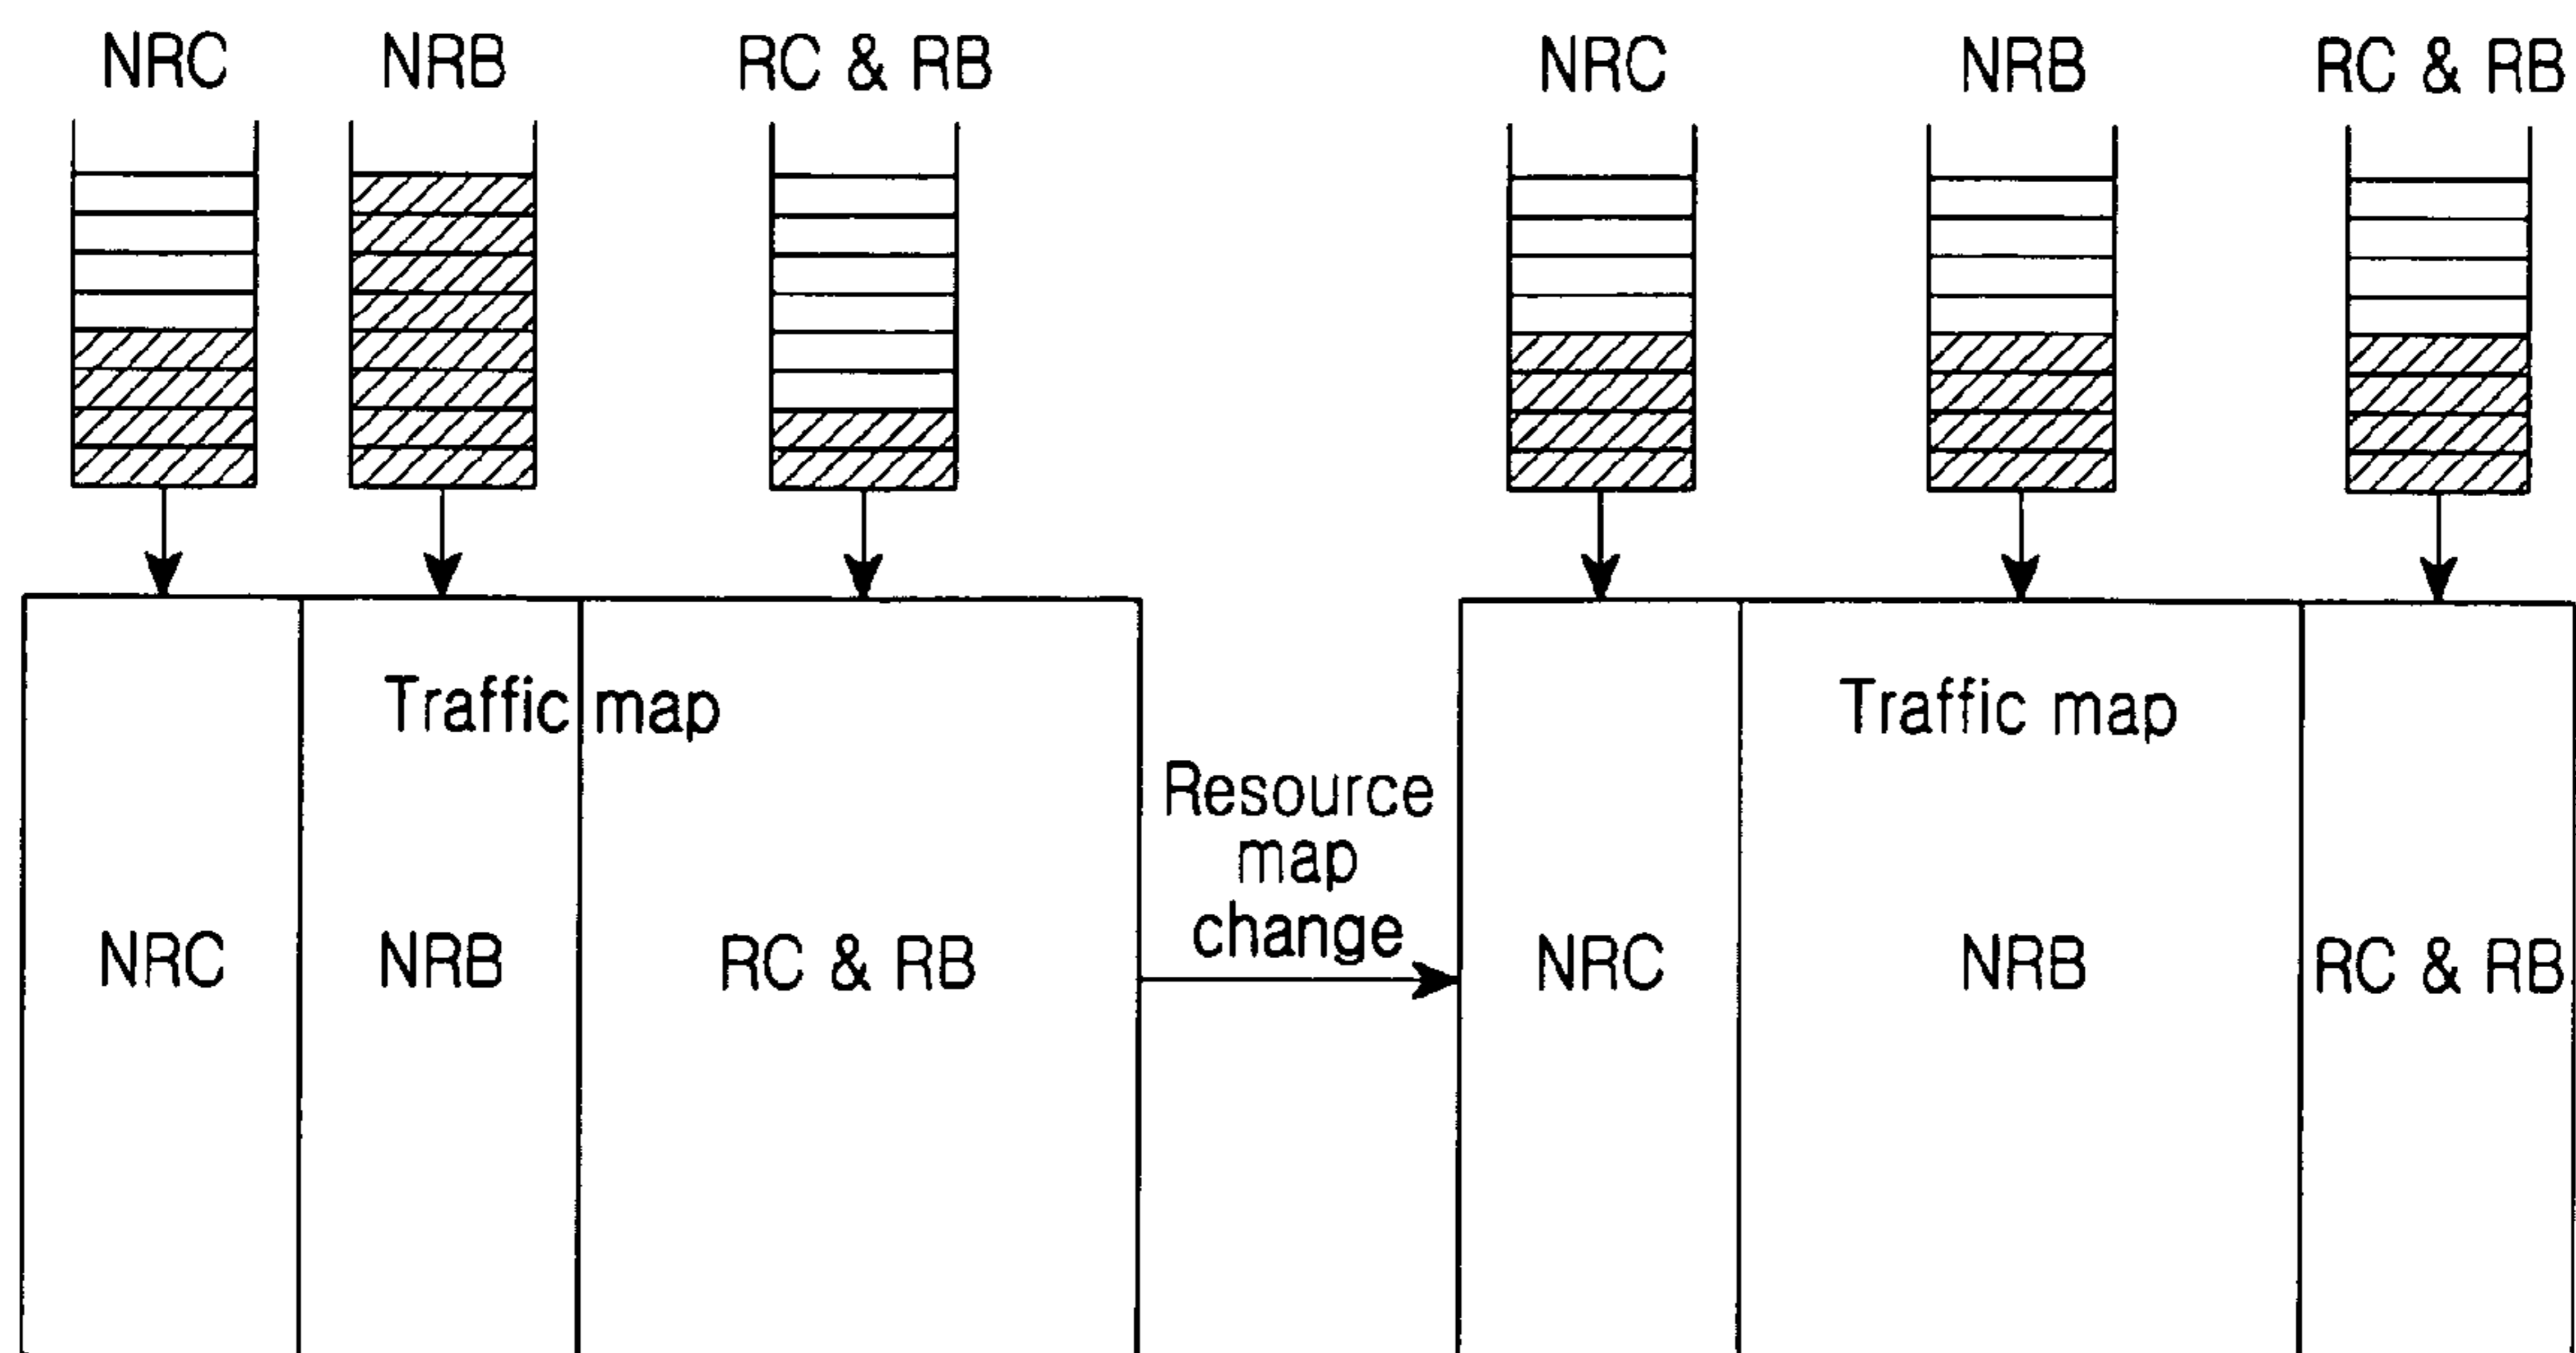 NRC NRB RC & RB NRC NRB RC & RB
Traffic map Traffic map
Resource
map
change
NRC NRB RC & RB NRC NRB RC & RB